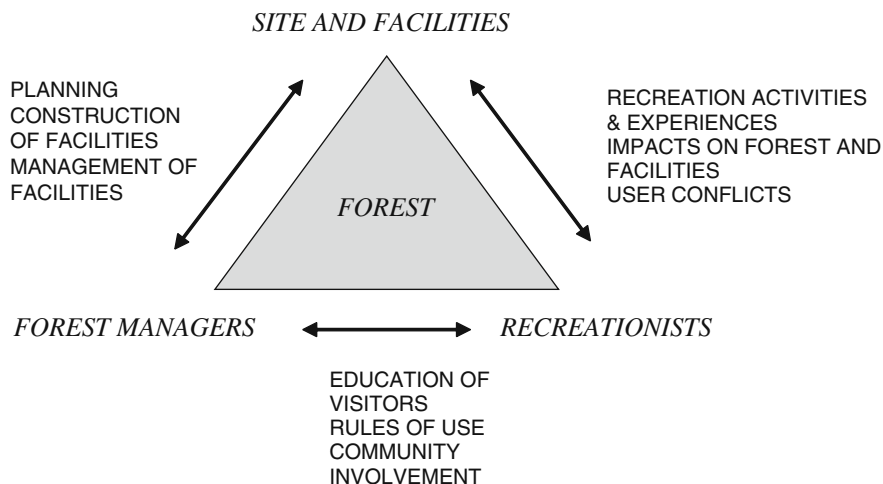 SITE AND FACILITIES
PLANNING
CONSTRUCTION
OF FACILITIES
MANAGEMENT OF
FACILITIES
RECREATION ACTIVITIES
& EXPERIENCES
IMPACTS ON FOREST AND
FACILITIES
USER CONFLICTS
FOREST
FOREST MANAGERS
RECREATIONISTS
EDUCATION OF
VISITORS
RULES OF USE
COMMUNITY
INVOLVEMENT